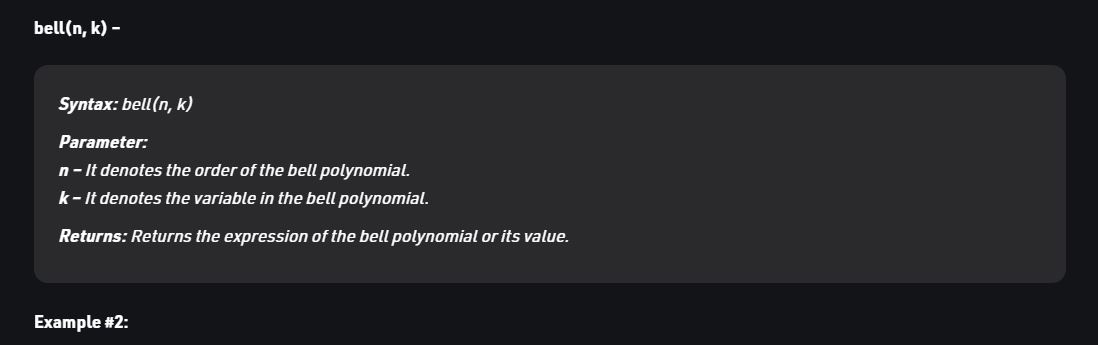 bell(n, k) –
Syntax: bell(n, k)
Parameter:
n – It denotes the order of the bell polynomial.
k – It denotes the variable in the bell polynomial.
Returns: Returns the expression of the bell polynomial or its value.
Example #2: